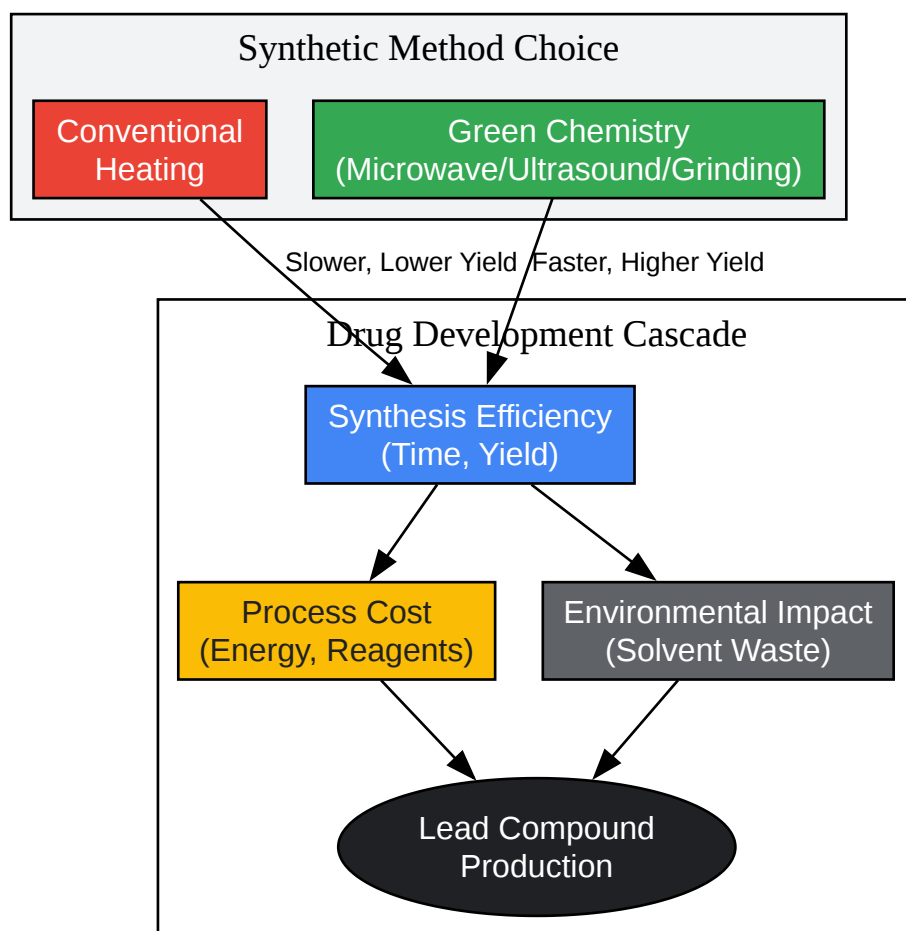 Synthetic Method Choice
Conventional
Heating
Green Chemistry
(Microwave/Ultrasound/Grinding)
Slower, Lower Yield
Faster, Higher Yield
Drug Development Cascade
Synthesis Efficiency
(Time, Yield)
Process Cost
(Energy, Reagents)
Environmental Impact
(Solvent Waste)
Lead Compound
Production